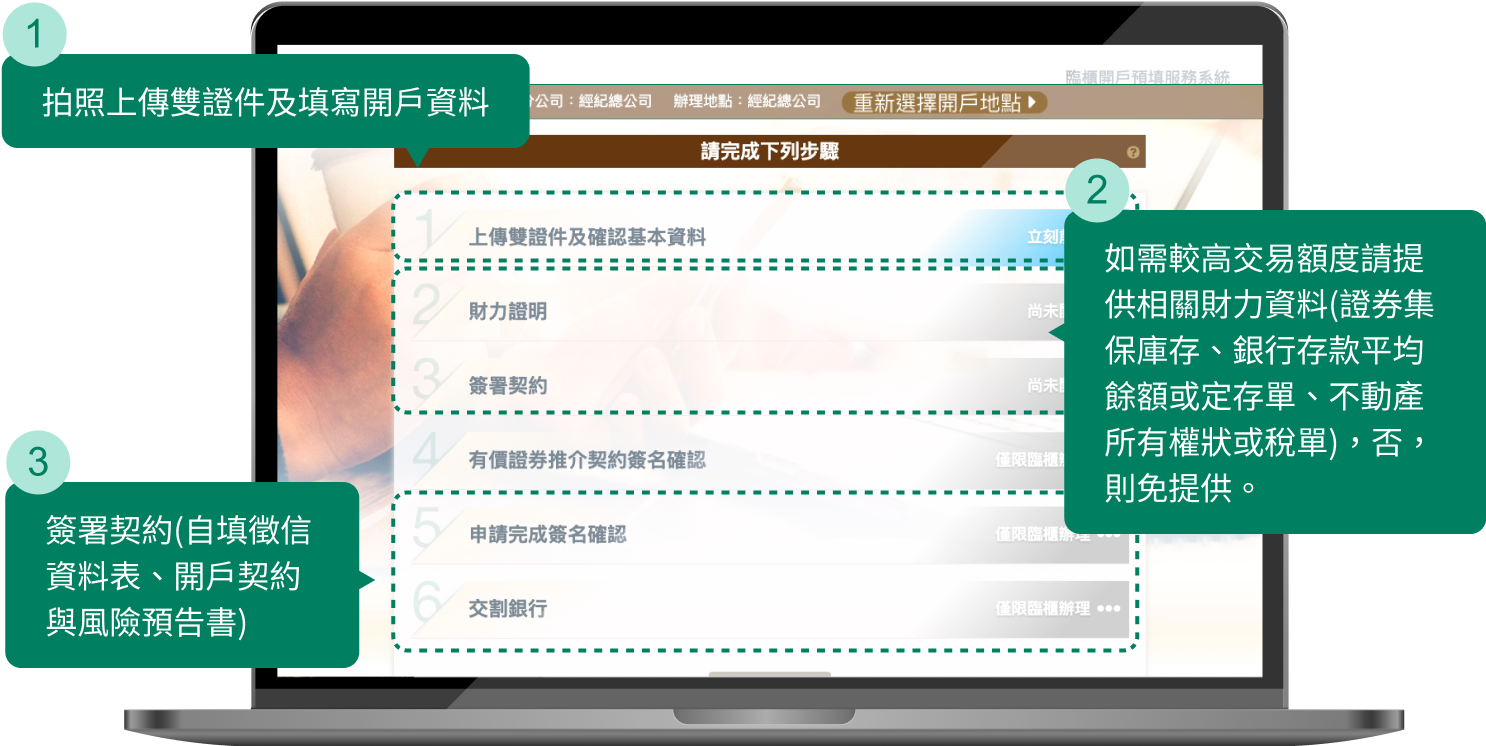 1
拍照上傳雙證件及填寫開戶資料
臨櫃開戶預填服務系統
公司：經紀總公司 辦理地點：經紀總公司 重新選擇開戶地點
請完成下列步驟
?
1 上傳雙證件及確認基本資料 立刻
2 財力證明 尚未
3 簽署契約 尚未
4 有價證券推介契約簽名確認 僅限臨櫃
5 申請完成簽名確認 僅限臨櫃辦理 •••
6 交割銀行 僅限臨櫃辦理 •••
2
如需較高交易額度請提
供相關財力資料(證券集
保庫存、銀行存款平均
餘額或定存單、不動產
所有權狀或稅單)，否，
則免提供。
3
簽署契約(自填徵信
資料表、開戶契約
與風險預告書)